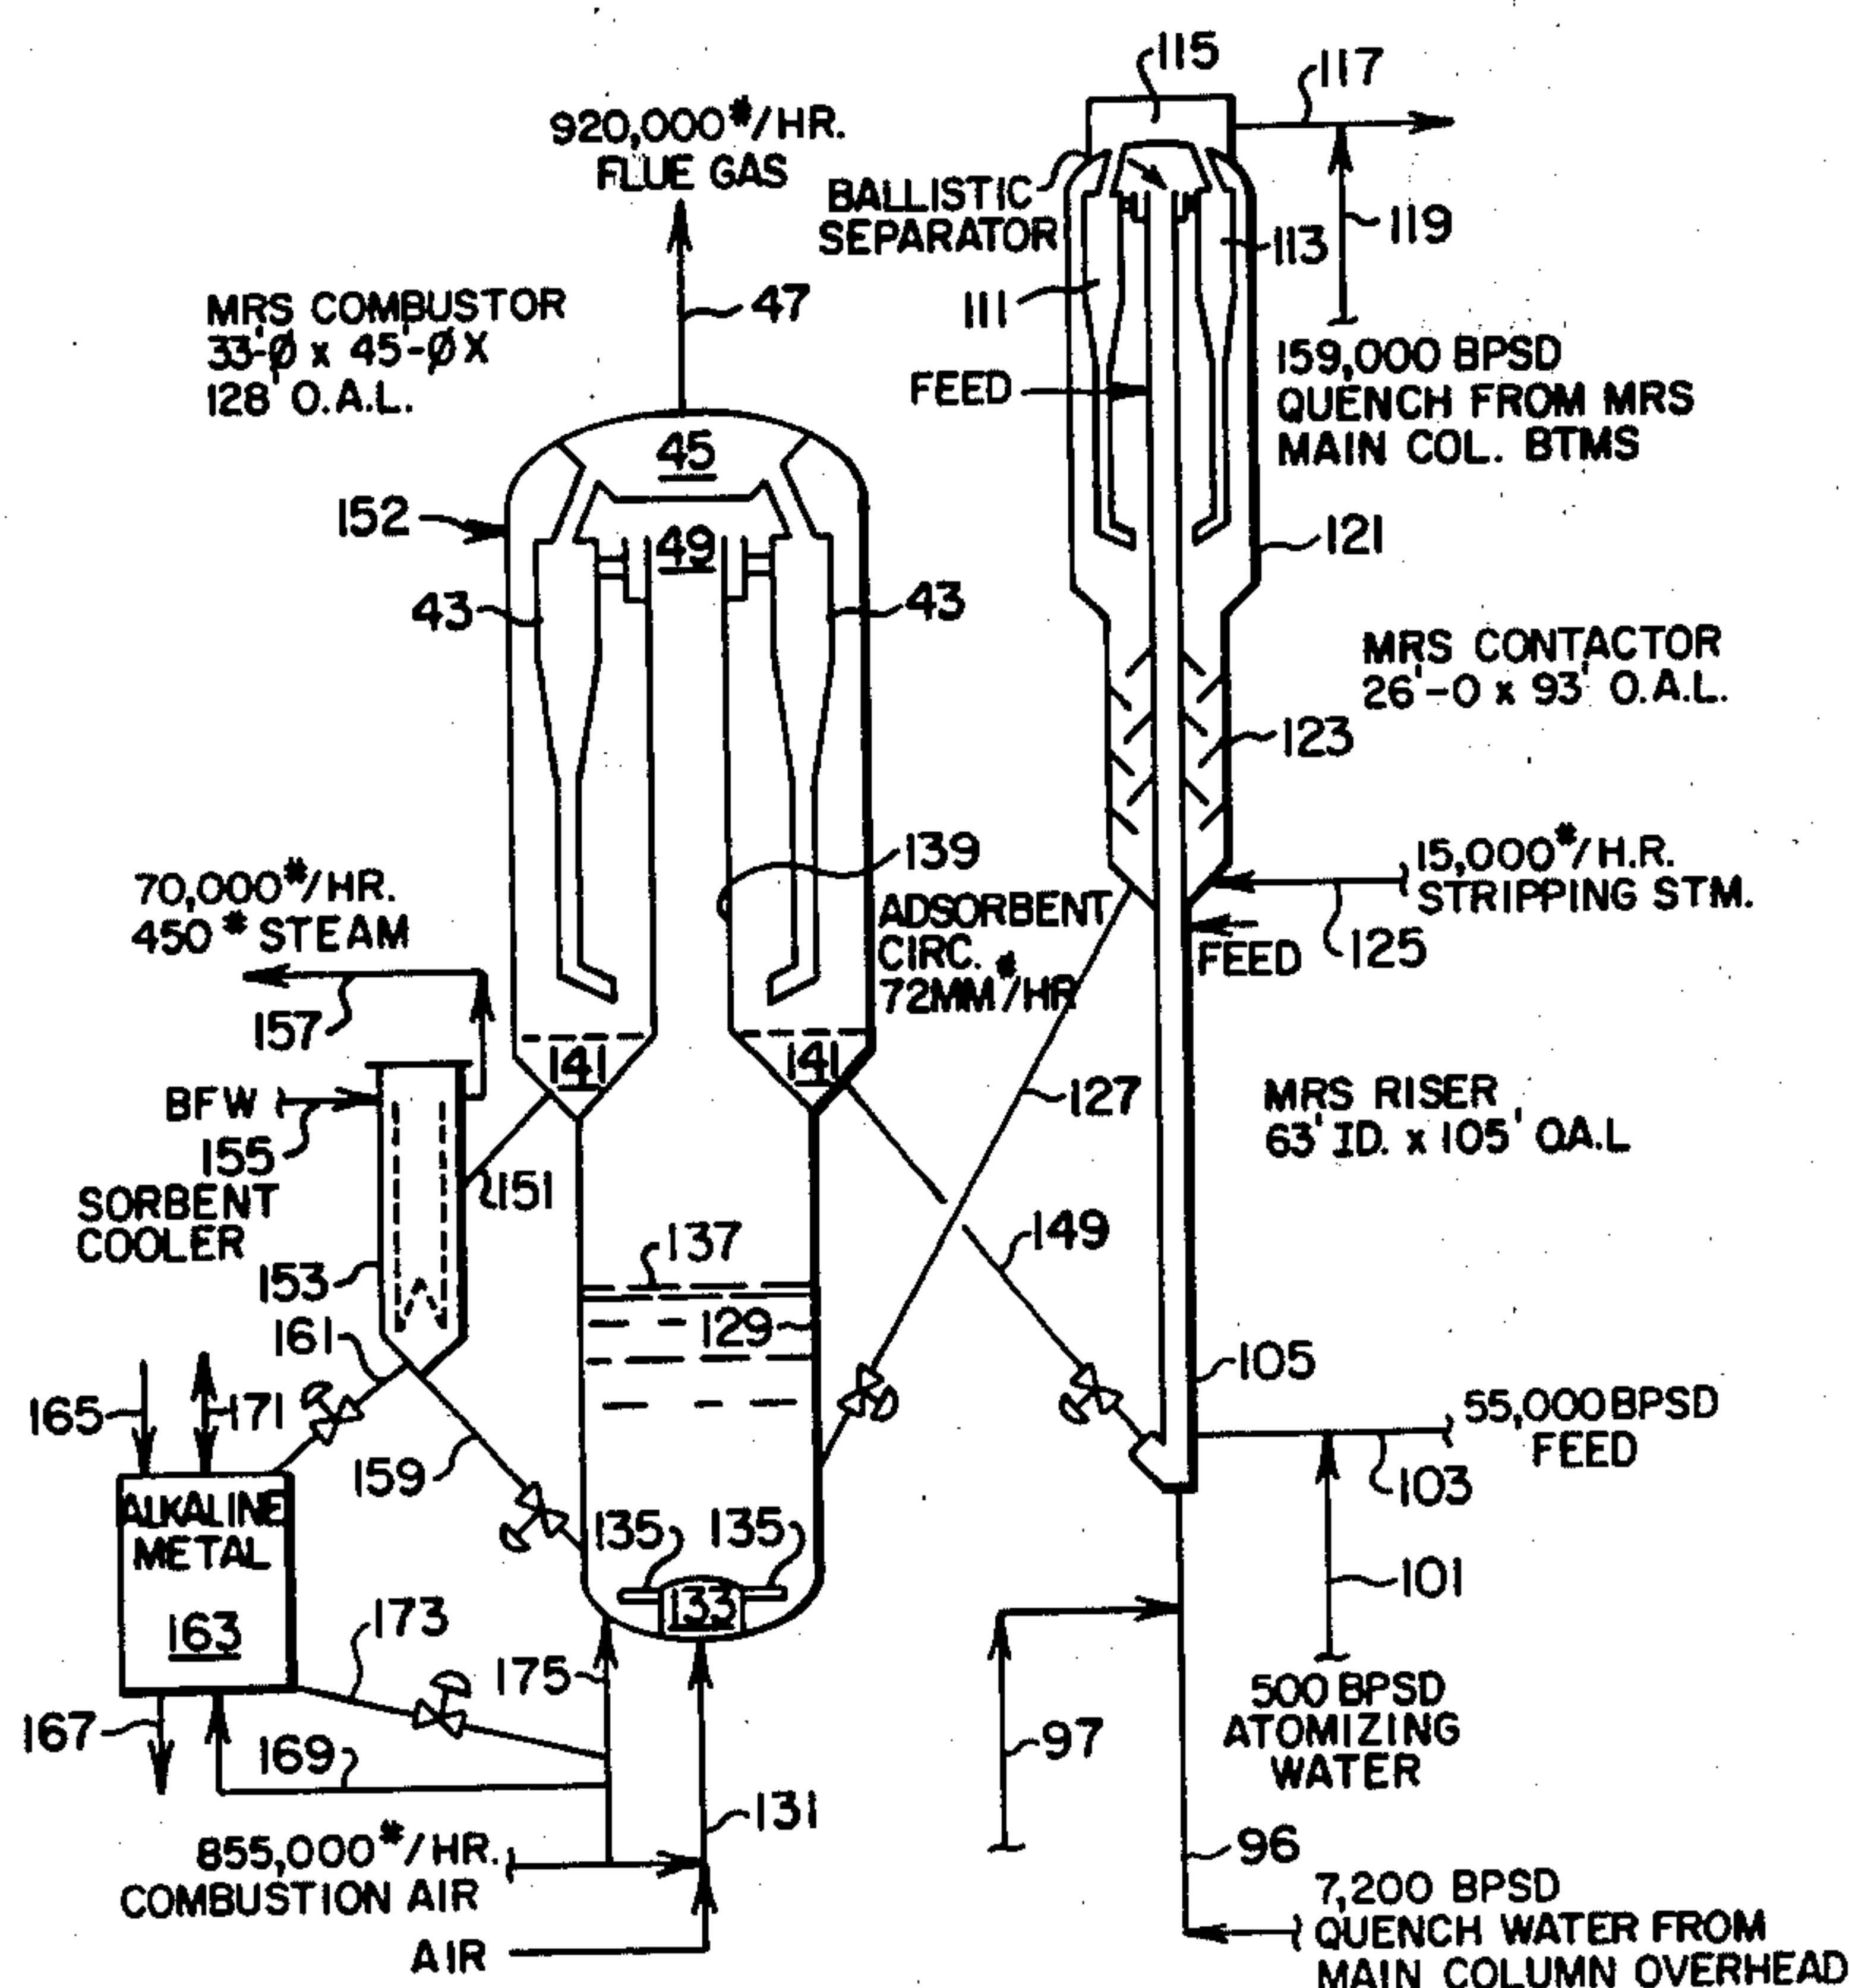 115
117
920,000#/HR.
FLUE GAS
BALLISTIC
SEPARATOR
119
113
111
47
MRS COMBUSTOR
33'-Ø x 45'-Ø X
128' O.A.L.
159,000 BPSD
QUENCH FROM MRS
MAIN COL. BTMS
FEED
45
152
49
121
43
43
MRS CONTACTOR
26'-0 x 93' O.A.L.
123
139
15,000#/H.R.
STRIPPING STM.
70,000#/HR.
450# STEAM
ADSORBENT
CIRC.
72MM#/HR
FEED
125
157
141
141
BFW
155
127
MRS RISER
63' ID. x 105' OA.L
151
SORBENT
COOLER
137
149
153
129
161
105
165
171
55,000 BPSD
FEED
159
103
ALKALINE
METAL
163
135
135
133
101
173
175
500 BPSD
ATOMIZING
WATER
167
169
97
131
855,000#/HR.
COMBUSTION AIR
96
7,200 BPSD
QUENCH WATER FROM
MAIN COLUMN OVERHEAD
AIR